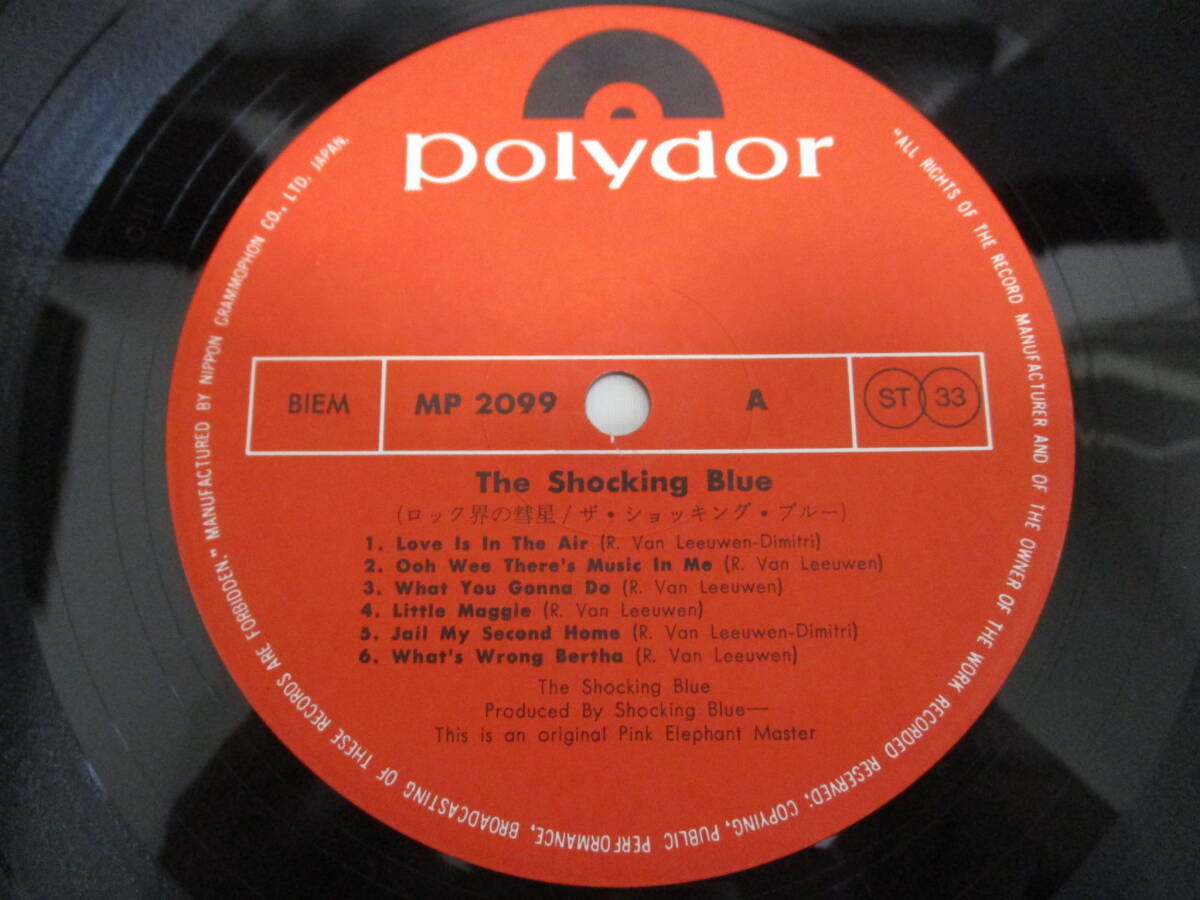 polydor
BIEM MP 2099 A ST 33
The Shocking Blue
(ロック界の彗星/ザ・ショッキング・ブルー)
1. Love Is In The Air (R. Van Leeuwen-Dimitri)
2. Ooh Wee There's Music In Me (R. Van Leeuwen)
3. What You Gonna Do (R. Van Leeuwen)
4. Little Maggie (R. Van Leeuwen)
5. Jail My Second Home (R. Van Leeuwen-Dimitri)
6. What's Wrong Bertha (R. Van Leeuwen)
The Shocking Blue
Produced By Shocking Blue—
This is an original Pink Elephant Master
"ALL RIGHTS OF THE RECORD MANUFACTURER AND OF THE OWNER OF THE WORK RECORDED RESERVED; COPYING, PUBLIC PERFORMANCE, BROADCASTING OF THESE RECORDS ARE FORBIDDEN." MANUFACTURED BY NIPPON GRAMMOPHON CO., LTD. JAPAN.